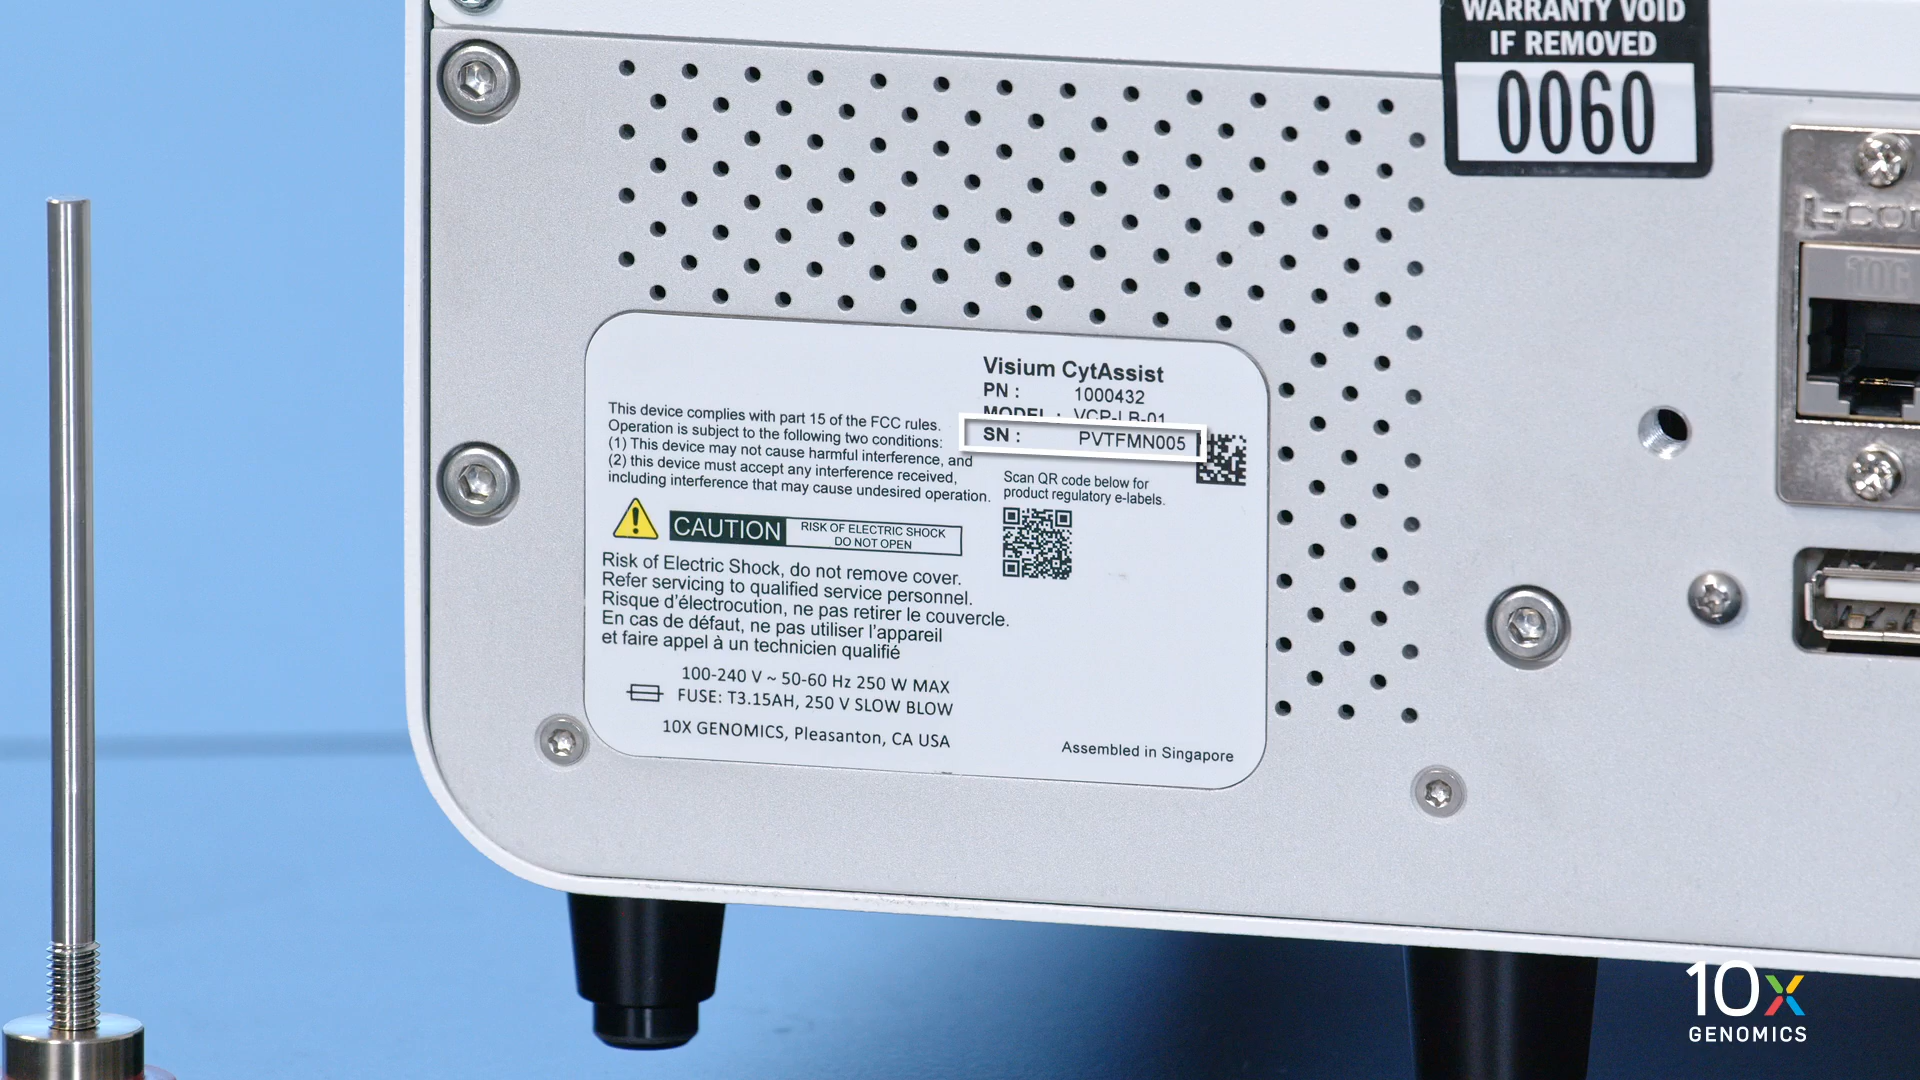 WARRANTY VOID
IF REMOVED
0060
Visium CytAssist
PN : 1000432
MODEL : VCP-LB-01
SN : PVTFMN005
This device complies with part 15 of the FCC rules.
Operation is subject to the following two conditions:
(1) This device may not cause harmful interference, and
(2) this device must accept any interference received,
including interference that may cause undesired operation.
Scan QR code below for
product regulatory e-labels.
CAUTION
RISK OF ELECTRIC SHOCK
DO NOT OPEN
Risk of Electric Shock, do not remove cover.
Refer servicing to qualified service personnel.
Risque d'électrocution, ne pas retirer le couvercle.
En cas de défaut, ne pas utiliser l'appareil
et faire appel à un technicien qualifié
100-240 V ~ 50-60 Hz 250 W MAX
FUSE: T3.15AH, 250 V SLOW BLOW
10X GENOMICS, Pleasanton, CA USA
Assembled in Singapore
10x
GENOMICS